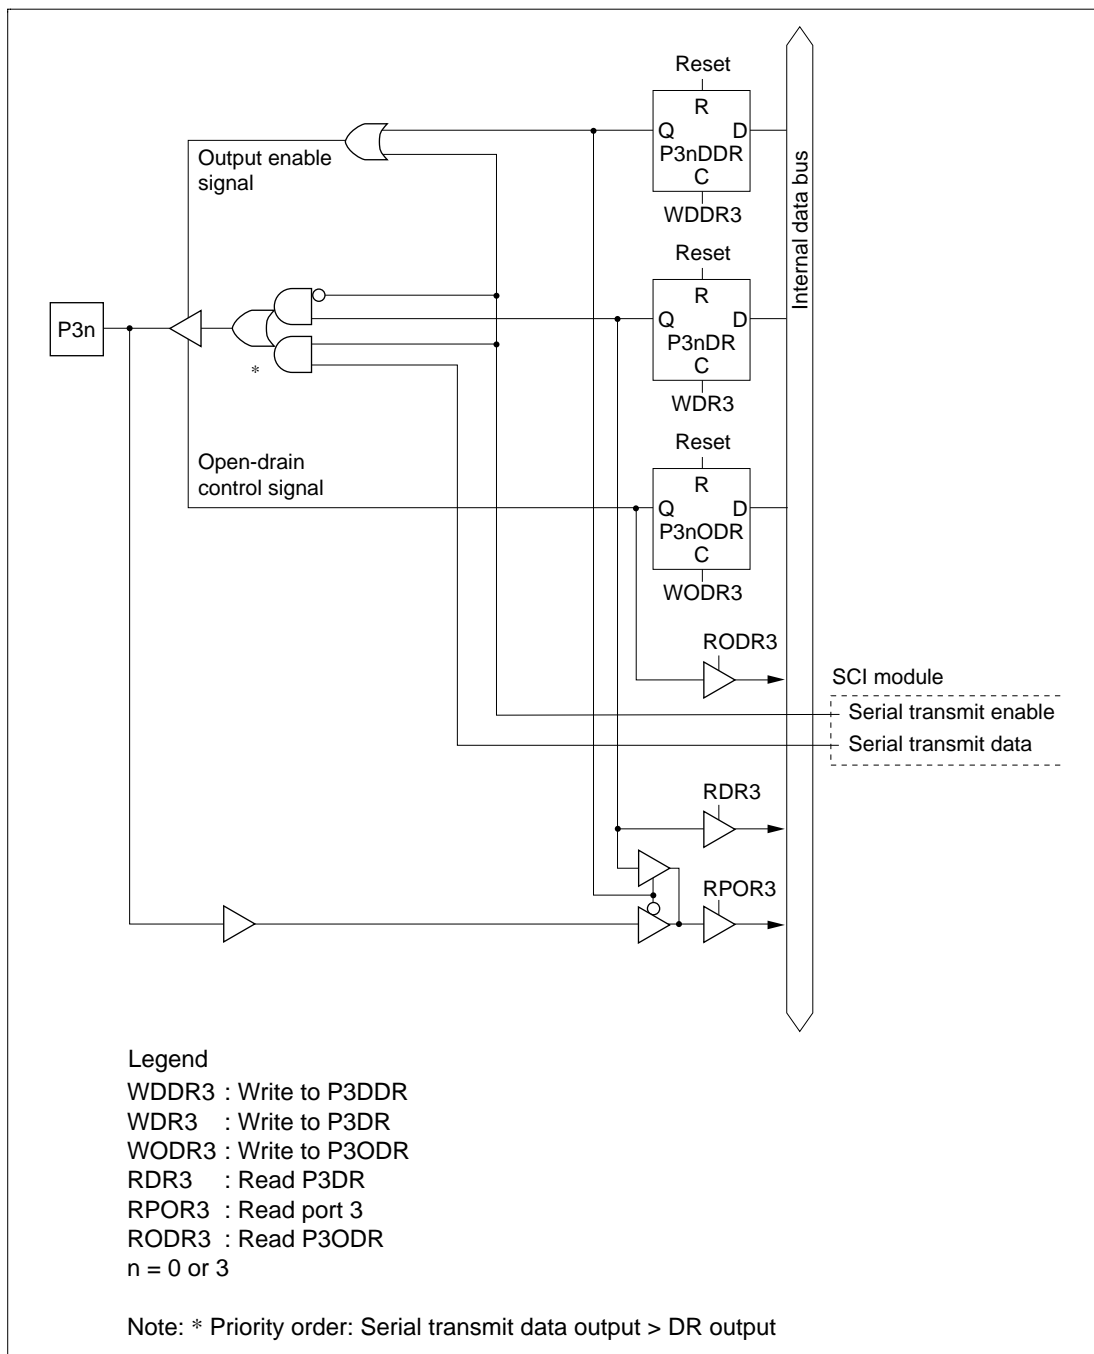 Reset
R
Q D
P3nDDR
C
WDDR3
Output enable
signal
Internal data bus
Reset
R
Q D
P3nDR
C
WDR3
P3n
*
Reset
R
Q D
P3nODR
C
WODR3
Open-drain
control signal
RODR3
SCI module
Serial transmit enable
Serial transmit data
RDR3
RPOR3
Legend
WDDR3 : Write to P3DDR
WDR3 : Write to P3DR
WODR3 : Write to P3ODR
RDR3 : Read P3DR
RPOR3 : Read port 3
RODR3 : Read P3ODR
n = 0 or 3
Note: * Priority order: Serial transmit data output > DR output